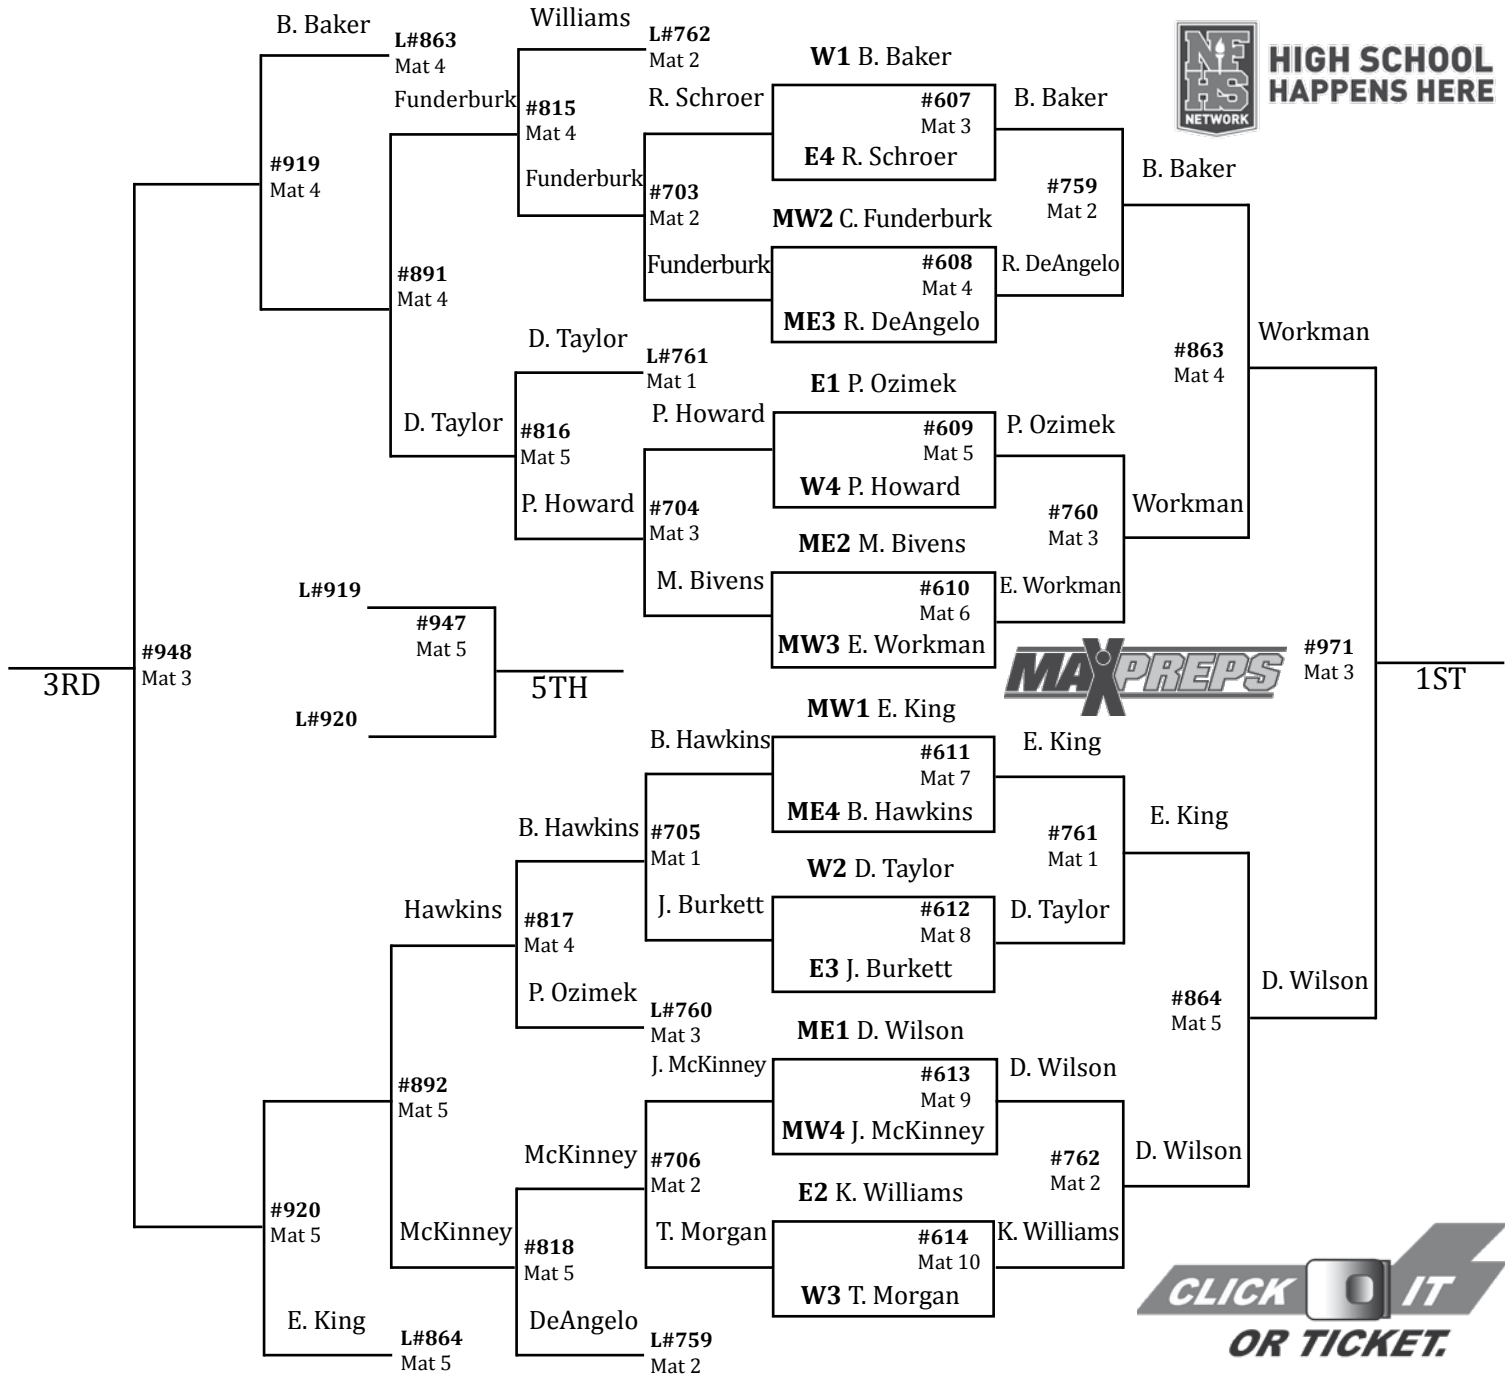 B. Baker
L#863
Mat 4
Williams
L#762
Mat 2
Funderburk
#815
Mat 4
R. Schroer
W1 B. Baker
#607
Mat 3
E4 R. Schroer
B. Baker
NFHS
NETWORK
HIGH SCHOOL
HAPPENS HERE
#919
Mat 4
Funderburk
#703
Mat 2
MW2 C. Funderburk
#759
Mat 2
B. Baker
#891
Mat 4
Funderburk
#608
Mat 4
ME3 R. DeAngelo
R. DeAngelo
D. Taylor
L#761
Mat 1
E1 P. Ozimek
#863
Mat 4
Workman
D. Taylor
#816
Mat 5
P. Howard
#609
Mat 5
W4 P. Howard
P. Ozimek
P. Howard
#704
Mat 3
ME2 M. Bivens
#760
Mat 3
Workman
M. Bivens
#610
Mat 6
MW3 E. Workman
E. Workman
L#919
#947
Mat 5
L#920
5TH
3RD
#948
Mat 3
MAXPREPS
#971
Mat 3
1ST
B. Hawkins
MW1 E. King
#611
Mat 7
ME4 B. Hawkins
E. King
B. Hawkins
#705
Mat 1
W2 D. Taylor
#761
Mat 1
E. King
Hawkins
#817
Mat 4
J. Burkett
#612
Mat 8
E3 J. Burkett
D. Taylor
P. Ozimek
L#760
Mat 3
ME1 D. Wilson
#864
Mat 5
D. Wilson
#892
Mat 5
J. McKinney
#613
Mat 9
MW4 J. McKinney
D. Wilson
McKinney
#706
Mat 2
E2 K. Williams
#762
Mat 2
D. Wilson
#920
Mat 5
McKinney
#818
Mat 5
T. Morgan
#614
Mat 10
W3 T. Morgan
K. Williams
E. King
L#864
Mat 5
DeAngelo
L#759
Mat 2
CLICK IT
OR TICKET.